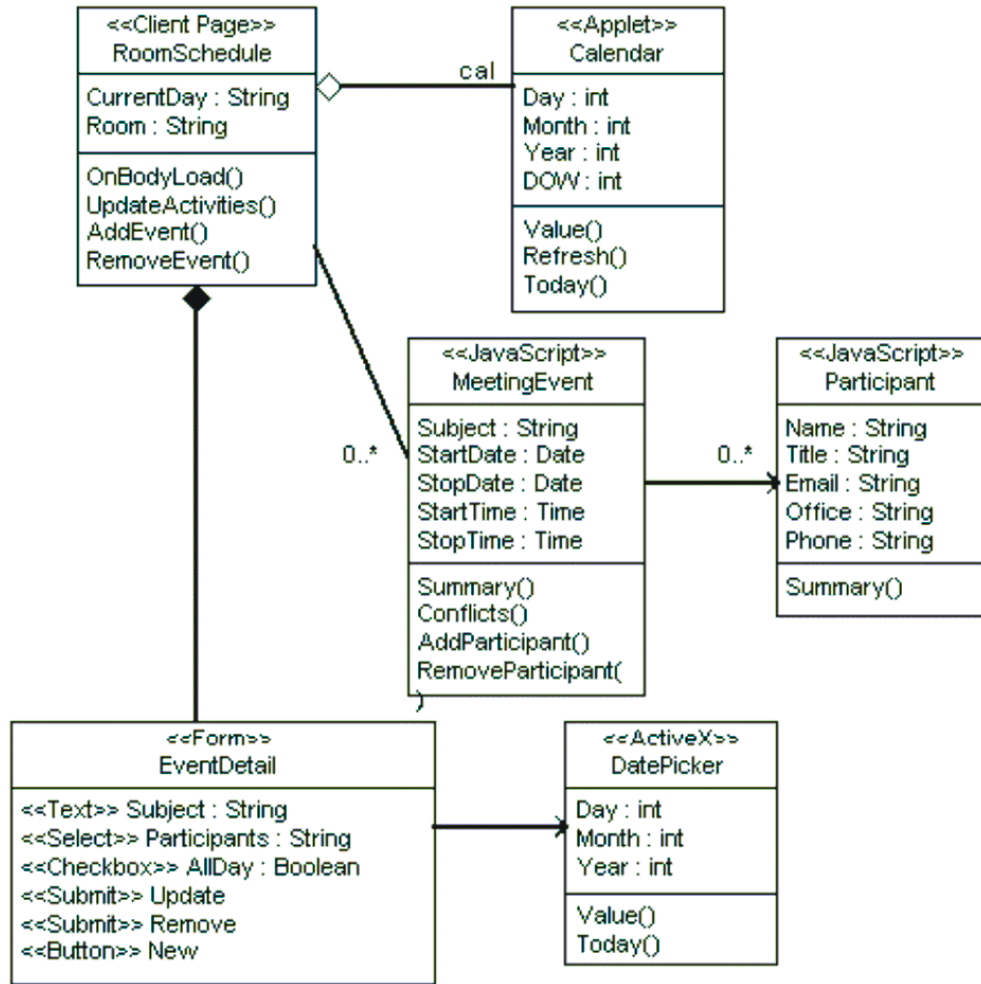 <<Client Page>>
RoomSchedule
CurrentDay : String
Room : String
OnBodyLoad()
UpdateActivities()
AddEvent()
RemoveEvent()
cal
<<Applet>>
Calendar
Day : int
Month : int
Year : int
DOW : int
Value()
Refresh()
Today()
0..*
<<JavaScript>>
MeetingEvent
Subject : String
StartDate : Date
StopDate : Date
StartTime : Time
StopTime : Time
Summary()
Conflicts()
AddParticipant()
RemoveParticipant(
)
0..*
<<JavaScript>>
Participant
Name : String
Title : String
Email : String
Office : String
Phone : String
Summary()
<<Form>>
EventDetail
<<Text>> Subject : String
<<Select>> Participants : String
<<Checkbox>> AllDay : Boolean
<<Submit>> Update
<<Submit>> Remove
<<Button>> New
<<ActiveX>>
DatePicker
Day : int
Month : int
Year : int
Value()
Today()